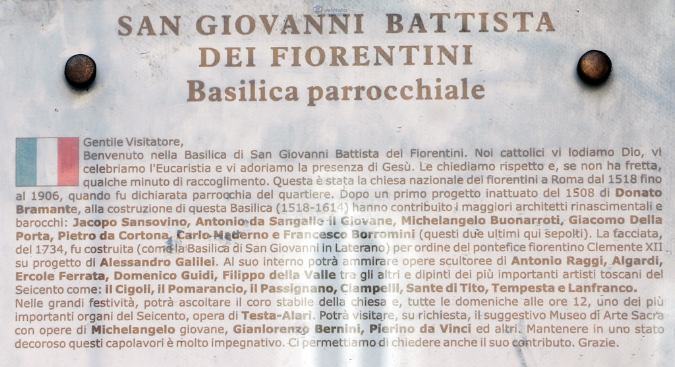 SAN GIOVANNI BATTISTA
DEI FIORENTINI
Basilica parrocchiale
Gentile Visitatore,
Benvenuto nella Basilica di San Giovanni Battista dei Fiorentini. Noi cattolici vi lodiamo Dio, vi
celebriamo l'Eucaristia e vi adoriamo la presenza di Gesù. Le chiediamo rispetto e, se non ha fretta,
qualche minuto di raccoglimento. Questa è stata la chiesa nazionale dei fiorentini a Roma dal 1518 fino
al 1906, quando fu dichiarata parrocchia del quartiere. Dopo un primo progetto inattuato del 1508 di Donato
Bramante, alla costruzione di questa Basilica (1518-1614) hanno contribuito i maggiori architetti rinascimentali e
barocchi: Jacopo Sansovino, Antonio da Sangallo il Giovane, Michelangelo Buonarroti, Giacomo Della
Porta, Pietro da Cortona, Carlo Maderno e Francesco Borromini (questi due ultimi qui sepolti). La facciata,
del 1734, fu costruita (come la Basilica di San Giovanni in Laterano) per ordine del pontefice fiorentino Clemente XII
su progetto di Alessandro Galilei. Al suo interno potrà ammirare opere scultoree di Antonio Raggi, Algardi,
Ercole Ferrata, Domenico Guidi, Filippo della Valle tra gli altri e dipinti dei più importanti artisti toscani del
Seicento come: il Cigoli, il Pomarancio, il Passignano, Ciampelli, Sante di Tito, Tempesta e Lanfranco.
Nelle grandi festività, potrà ascoltare il coro stabile della chiesa e, tutte le domeniche alle ore 12, uno dei più
importanti organi del Seicento, opera di Testa-Alari. Potrà visitare, su richiesta, il suggestivo Museo di Arte Sacra
con opere di Michelangelo giovane, Gianlorenzo Bernini, Pierino da Vinci ed altri. Mantenere in uno stato
decoroso questi capolavori è molto impegnativo. Ci permettiamo di chiedere anche il suo contributo. Grazie.